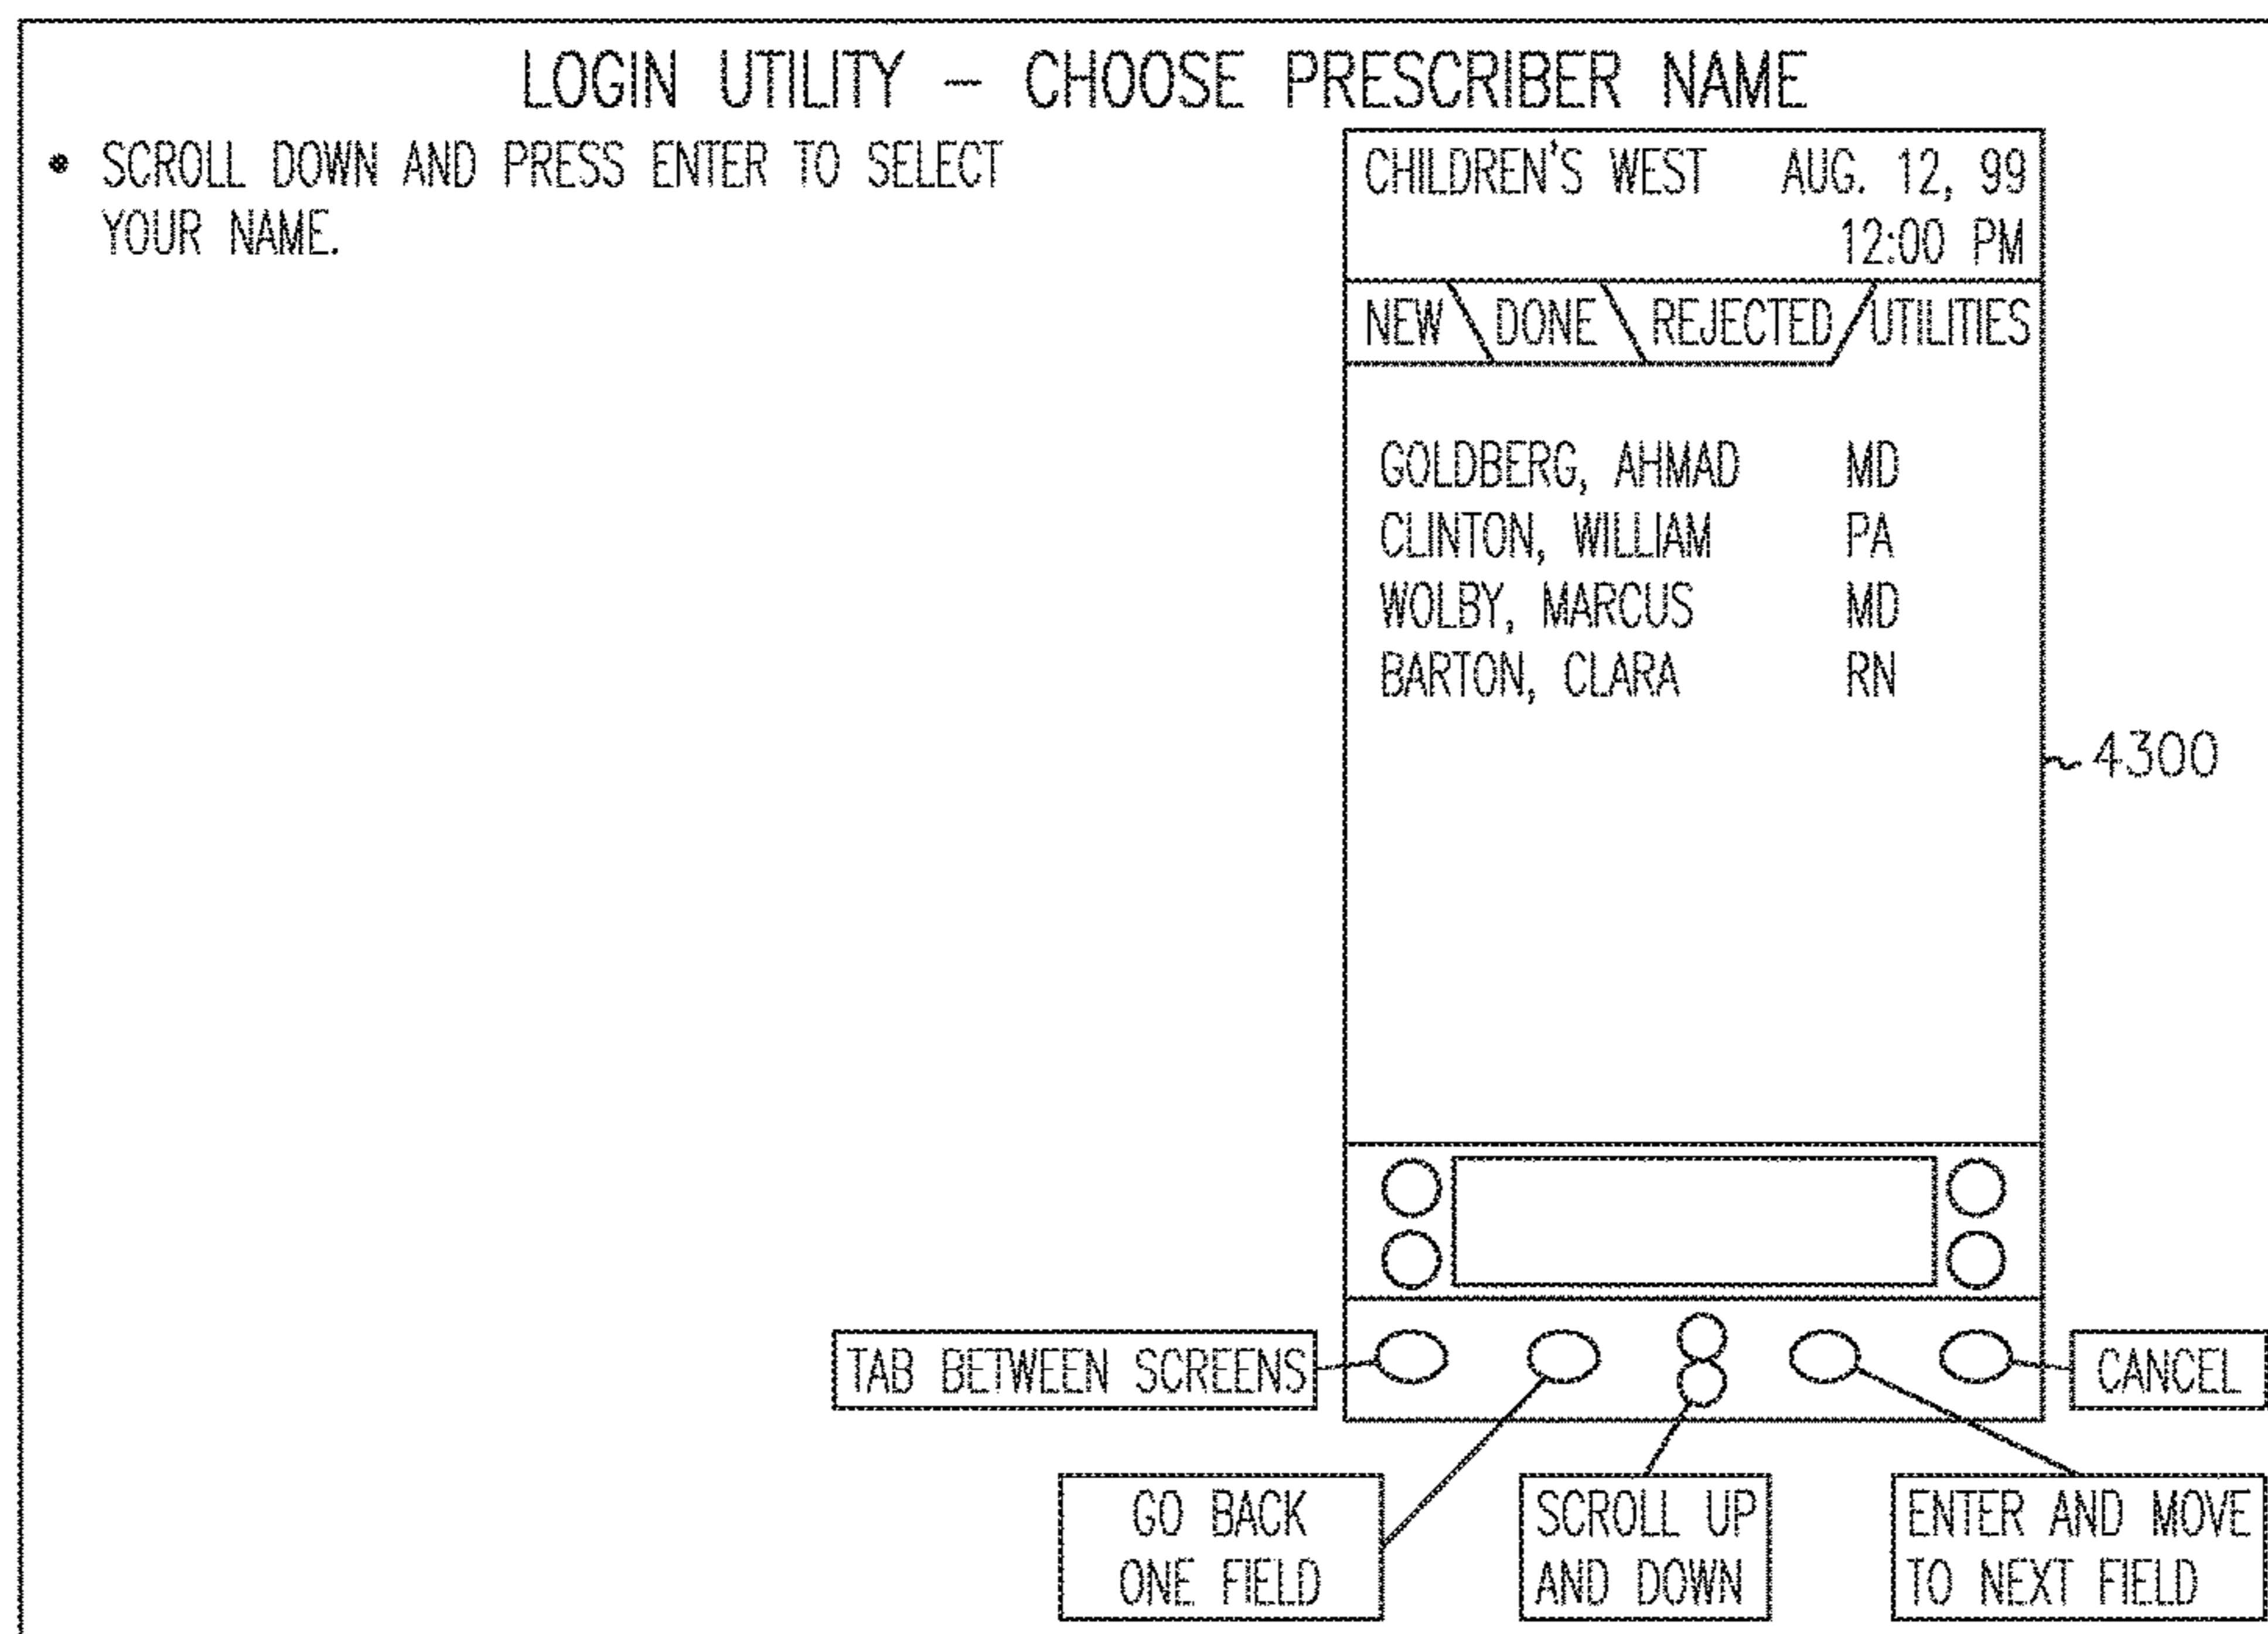 LOGIN UTILITY – CHOOSE PRESCRIBER NAME
• SCROLL DOWN AND PRESS ENTER TO SELECT
YOUR NAME.
CHILDREN'S WEST AUG. 12, 99
12:00 PM
NEW DONE REJECTED UTILITIES
GOLDBERG, AHMAD MD
CLINTON, WILLIAM PA
WOLBY, MARCUS MD
BARTON, CLARA RN
4300
TAB BETWEEN SCREENS
CANCEL
GO BACK
ONE FIELD
SCROLL UP
AND DOWN
ENTER AND MOVE
TO NEXT FIELD